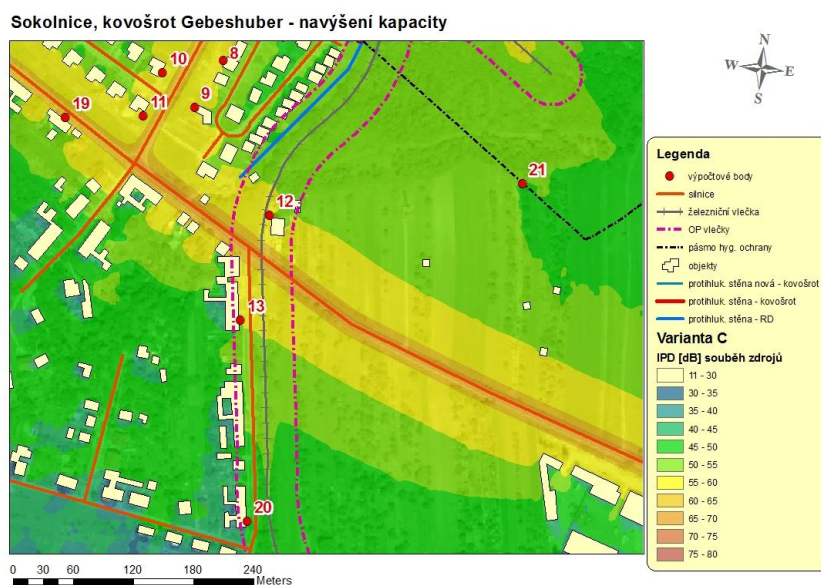 Sokolnice, kovošrot Gebeshuber - navýšení kapacity
N
W E
S
10
8
19
11
9
21
12
13
20
Legenda
výpočtové body
silnice
železniční vlečka
OP vlečky
pásmo hyg. ochrany
objekty
protihluk. stěna nová - kovošrot
protihluk. stěna - kovošrot
protihluk. stěna - RD
Varianta C
IPD [dB] souběh zdrojů
11 - 30
30 - 35
35 - 40
40 - 45
45 - 50
50 - 55
55 - 60
60 - 65
65 - 70
70 - 75
75 - 80
0 30 60 120 180 240
Meters